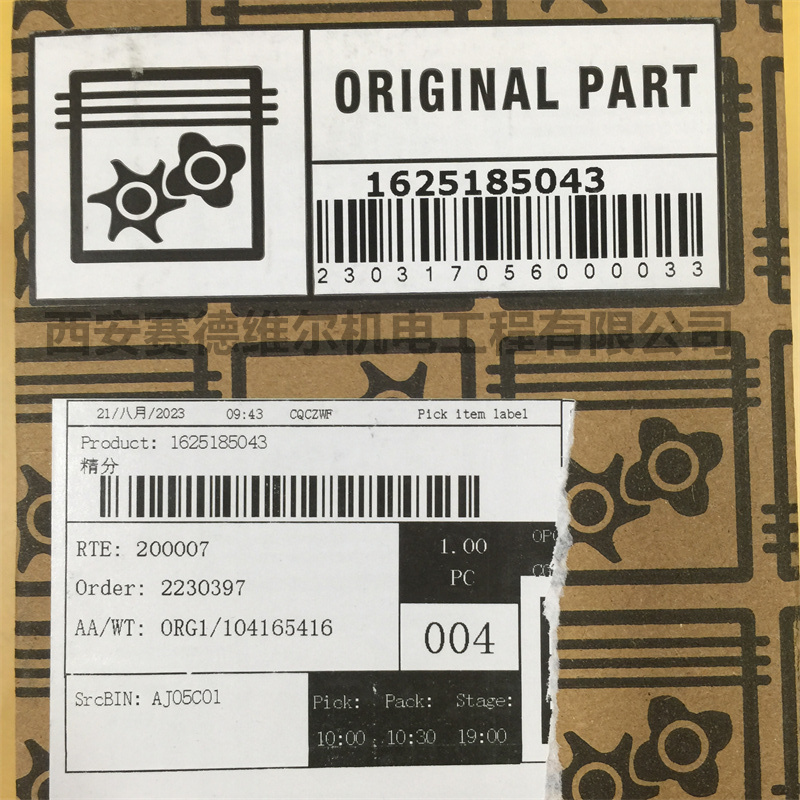 ORIGINAL PART
1625185043
2303170560000033
西安赛德维尔机电工程有限公司
21/八月/2023 09:43 CQCZWF Pick item label
Product: 1625185043
精分
RTE: 200007
1.00
PC
Order: 2230397
AA/WT: ORG1/104165416
004
SrcBIN: AJ05C01
Pick: Pack: Stage:
10:00 10:30 19:00